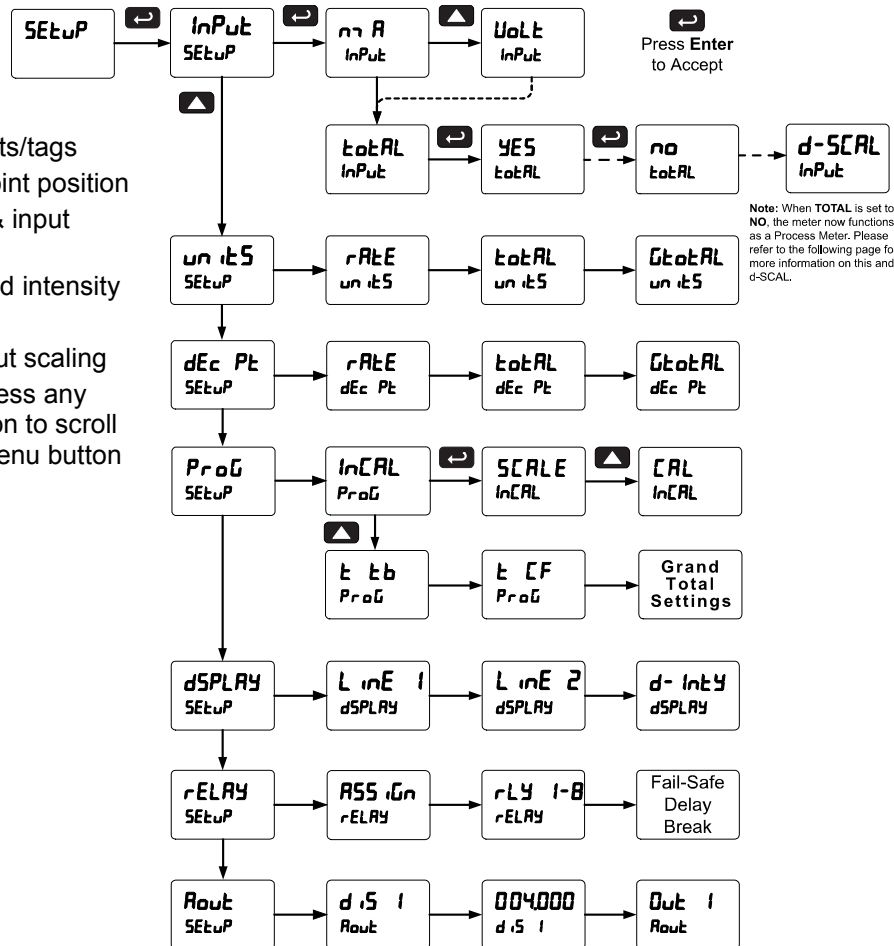 SEtuP
InPut
SEtuP
mA
InPut
VoLt
InPut
Press Enter
to Accept
ts/tags
int position
& input
d intensity
ut scaling
ess any
on to scroll
enu button
totAL
InPut
YES
totAL
no
totAL
d-SCAL
InPut
Note: When TOTAL is set to
NO, the meter now functions
as a Process Meter. Please
refer to the following page fo
more information on this and
d-SCAL.
unitS
SEtuP
rAtE
unitS
totAL
unitS
GtotAL
unitS
dEc Pt
SEtuP
rAtE
dEc Pt
totAL
dEc Pt
GtotAL
dEc Pt
ProG
SEtuP
InCAL
ProG
SCALE
InCAL
CAL
InCAL
t tb
ProG
t CF
ProG
Grand
Total
Settings
dSPLAY
SEtuP
LinE 1
dSPLAY
LinE 2
dSPLAY
d-IntY
dSPLAY
rELAY
SEtuP
ASSiGn
rELAY
rLY 1-8
rELAY
Fail-Safe
Delay
Break
Aout
SEtuP
diS 1
Aout
004.000
diS 1
Out 1
Aout